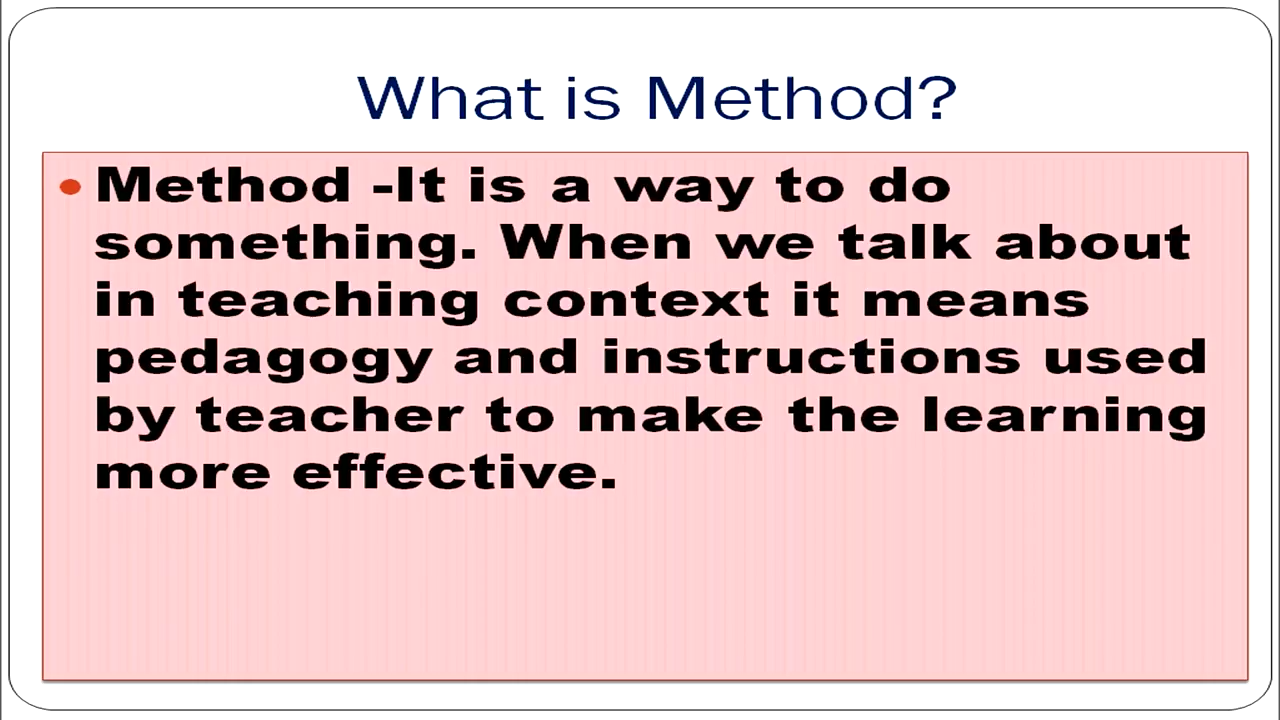 What is Method?
• Method -It is a way to do
something. When we talk about
in teaching context it means
pedagogy and instructions used
by teacher to make the learning
more effective.